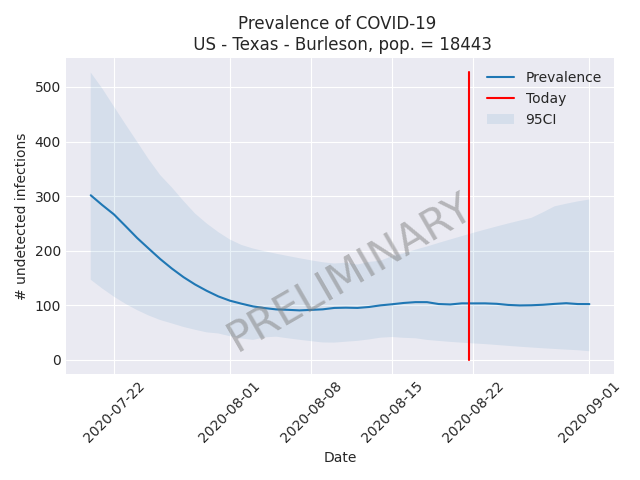 Prevalence of COVID-19
US - Texas - Burleson, pop. = 18443
Prevalence
Today
95CI
# undetected infections
500
400
300
200
100
0
PRELIMINARY
2020-07-22
2020-08-01
2020-08-08
2020-08-15
2020-08-22
2020-09-01
Date